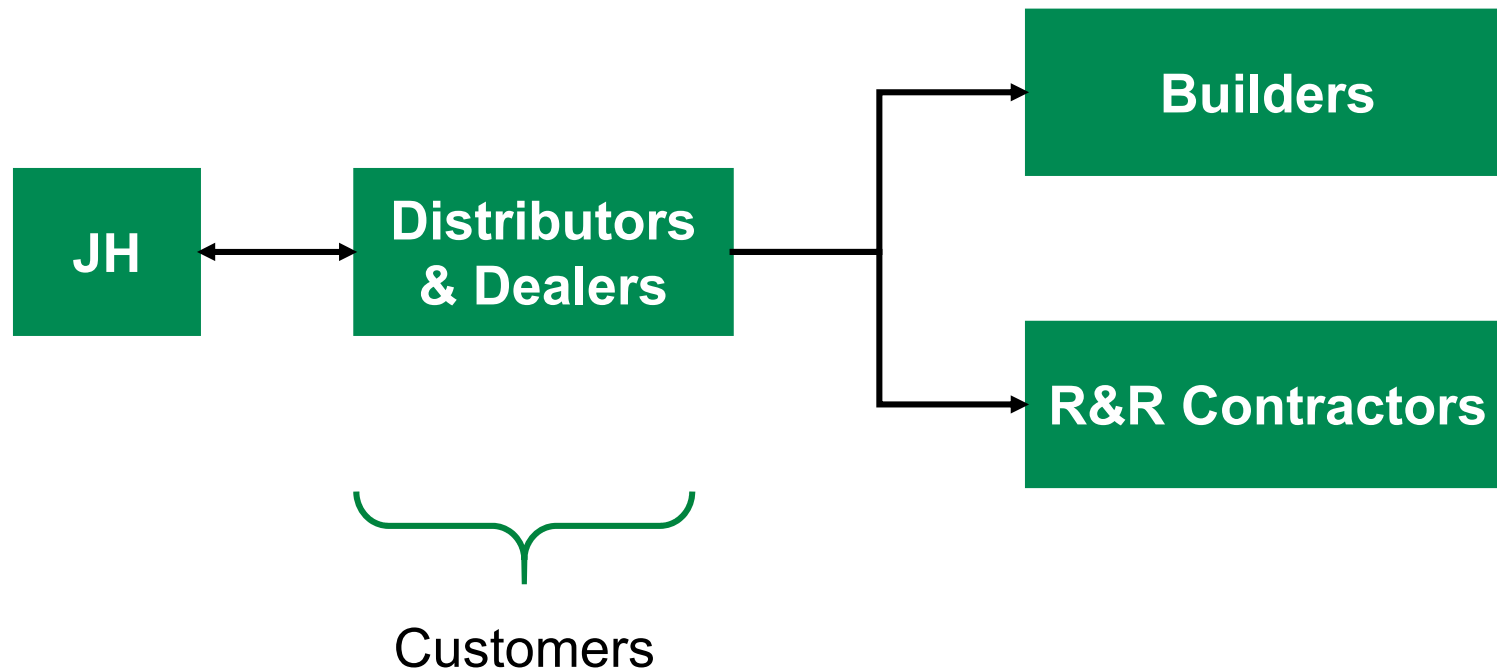 JH
Distributors
& Dealers
Builders
R&R Contractors
Customers